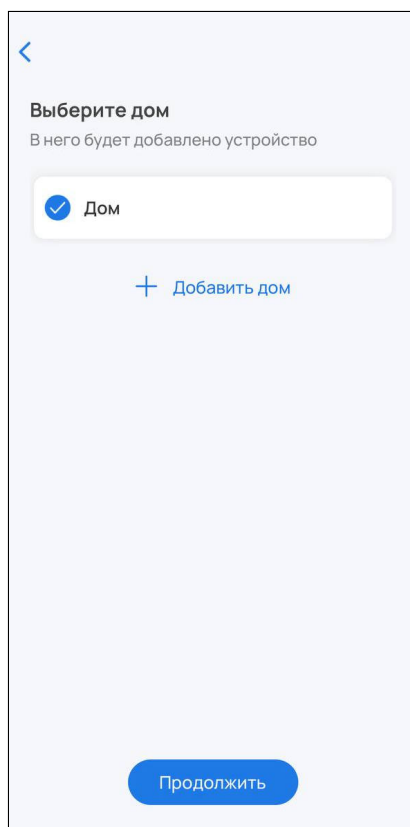 Выберите дом
В него будет добавлено устройство
Дом
Добавить дом
Продолжить